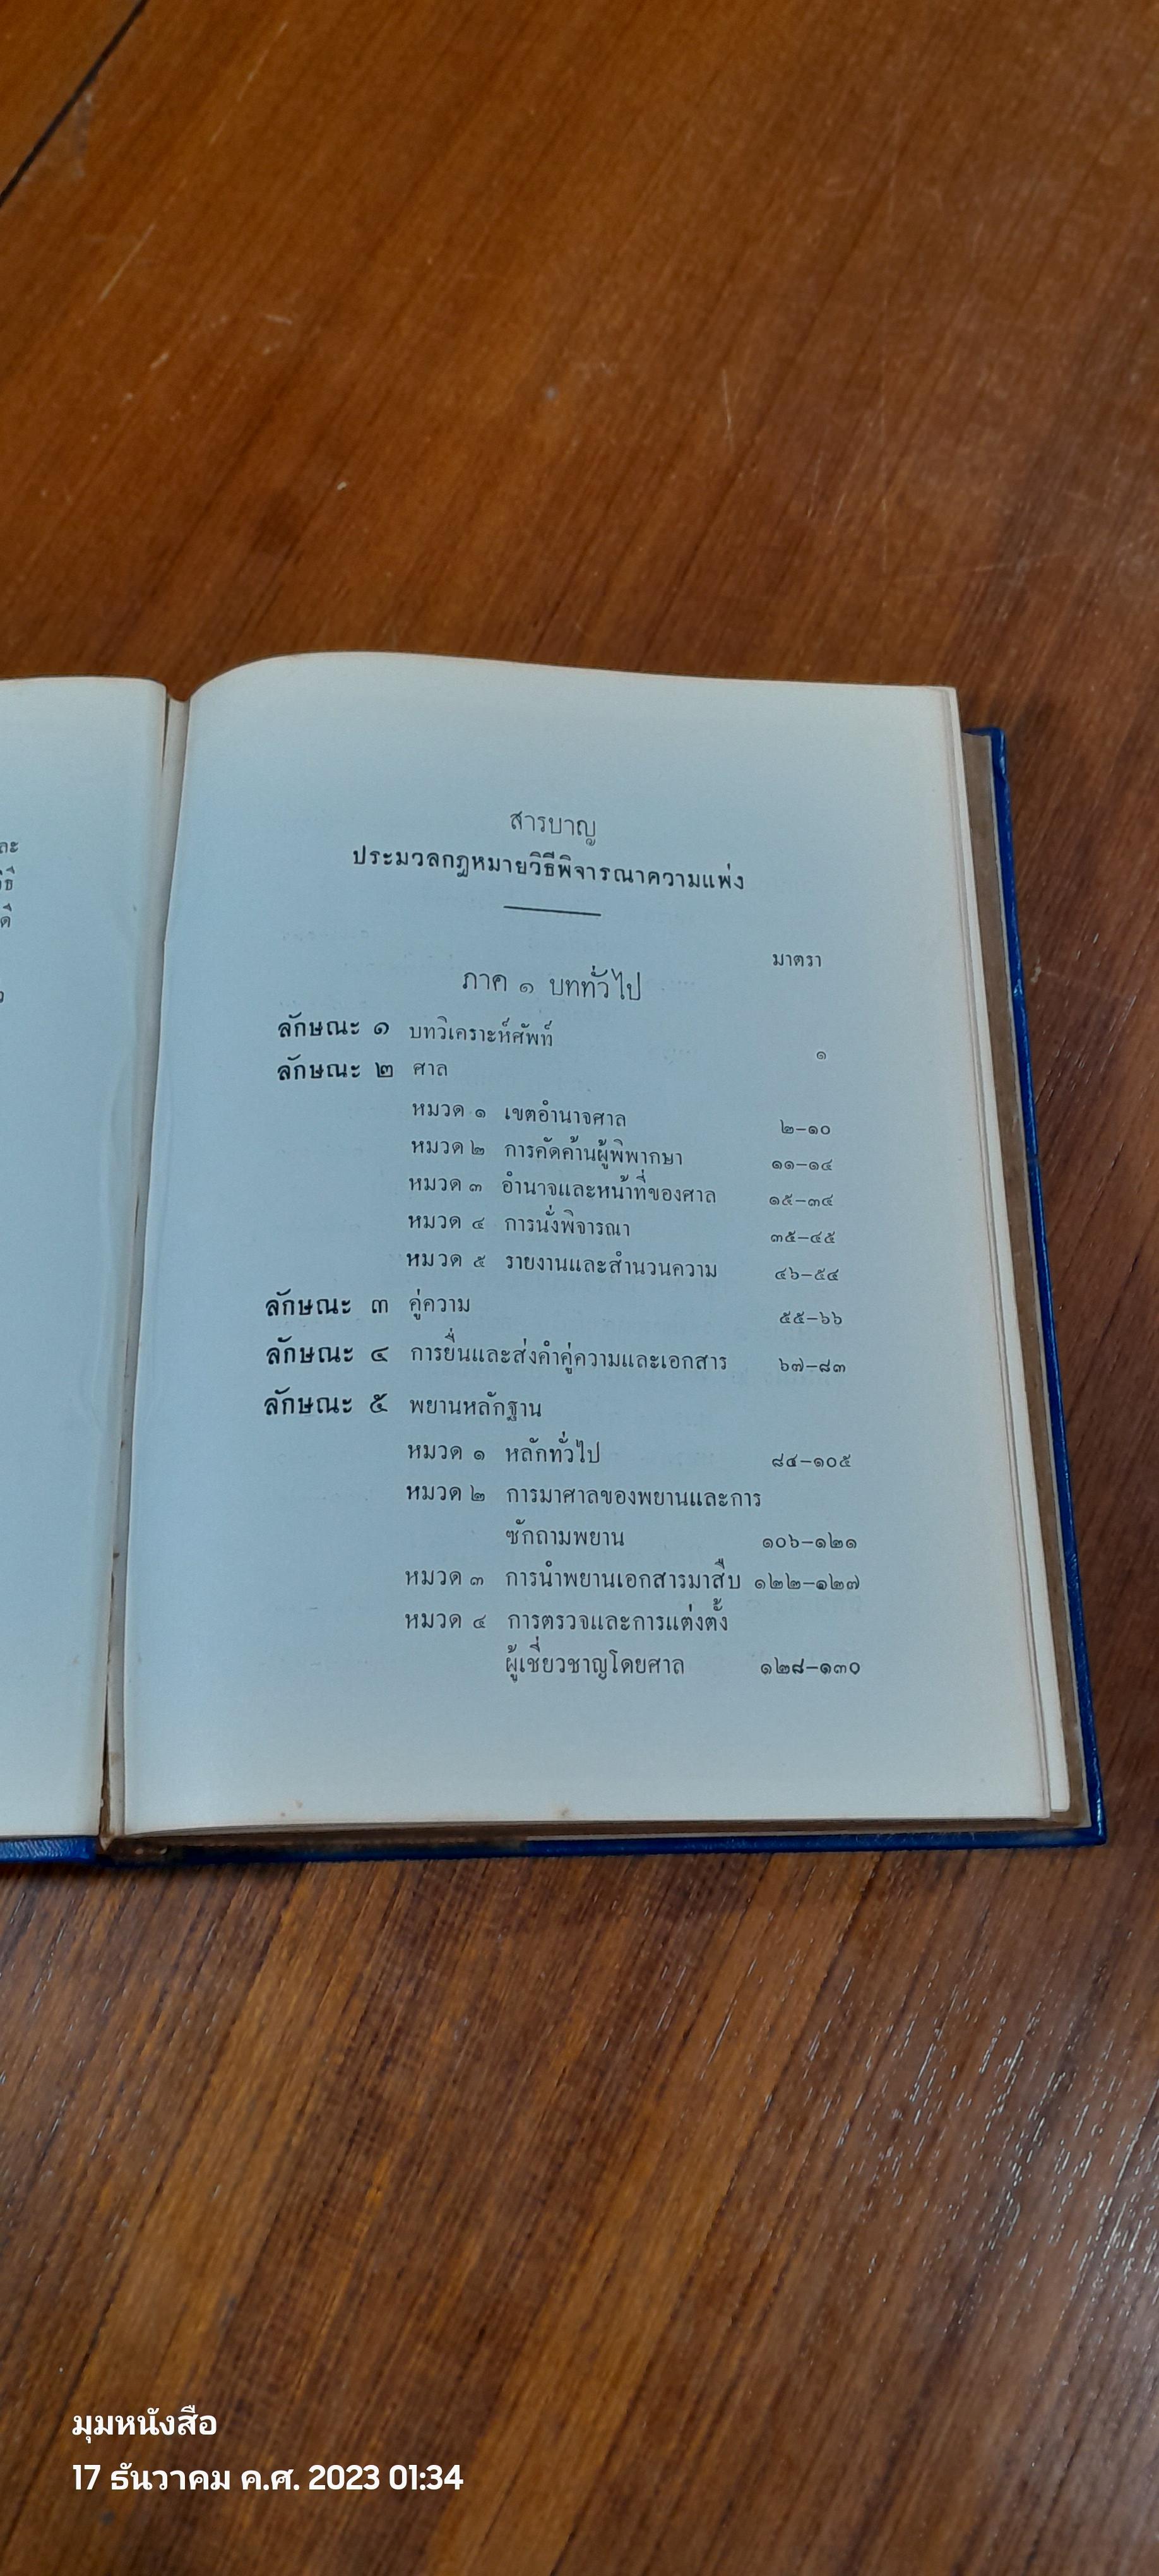 สารบาญ
ประมวลกฎหมายวิธีพิจารณาความแพ่ง
มาตรา
ภาค ๑ บททั่วไป
ลักษณะ ๑ บทวิเคราะห์ศัพท์ ๑
ลักษณะ ๒ ศาล
หมวด ๑ เขตอำนาจศาล ๒–๑๐
หมวด ๒ การคัดค้านผู้พิพากษา ๑๑–๑๔
หมวด ๓ อำนาจและหน้าที่ของศาล ๑๕–๓๔
หมวด ๔ การนั่งพิจารณา ๓๕–๔๕
หมวด ๕ รายงานและสำนวนความ ๔๖–๕๔
ลักษณะ ๓ คู่ความ ๕๕–๖๖
ลักษณะ ๔ การยื่นและส่งคำคู่ความและเอกสาร ๖๗–๘๓
ลักษณะ ๕ พยานหลักฐาน
หมวด ๑ หลักทั่วไป ๘๔–๑๐๕
หมวด ๒ การมาศาลของพยานและการ
ซักถามพยาน ๑๐๖–๑๒๑
หมวด ๓ การนำพยานเอกสารมาสืบ ๑๒๒–๑๒๗
หมวด ๔ การตรวจและการแต่งตั้ง
ผู้เชี่ยวชาญโดยศาล ๑๒๘–๑๓๐
มุมหนังสือ
17 ธันวาคม ค.ศ. 2023 01:34